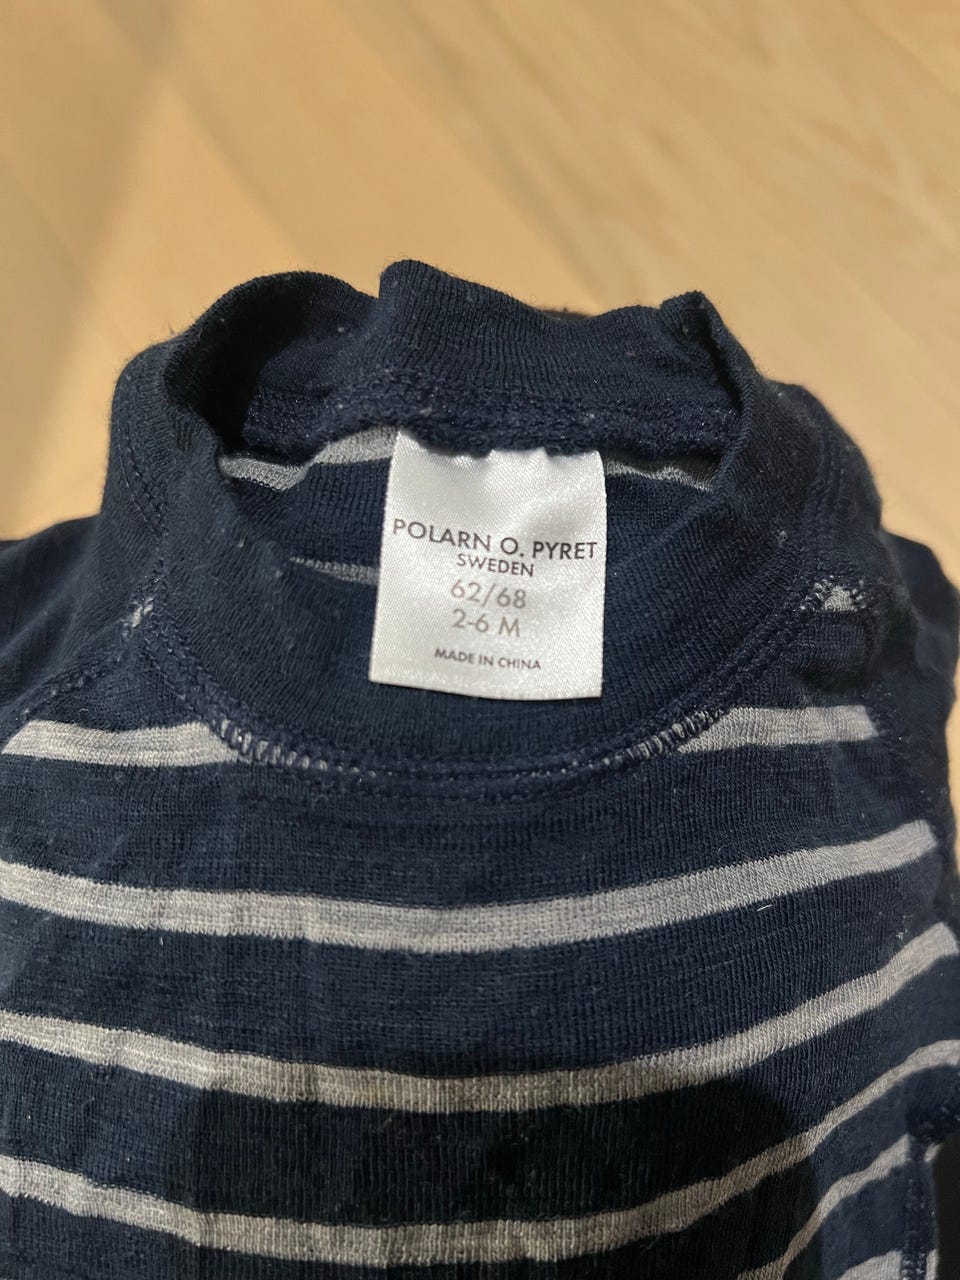 POLARN O. PYRET
SWEDEN
62/68
2-6 M
MADE IN CHINA